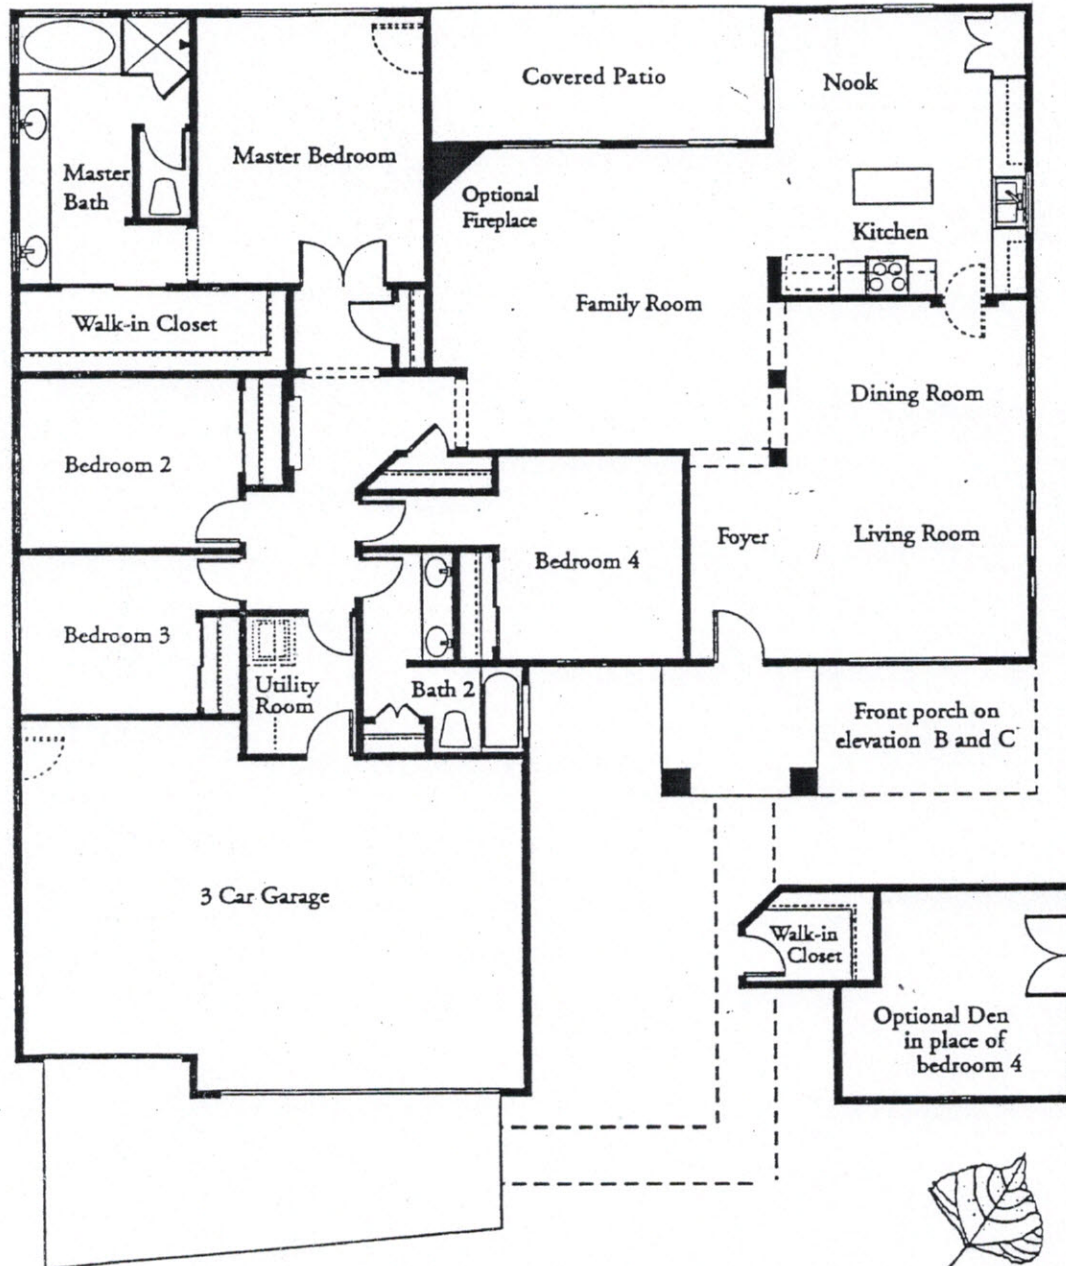 Covered Patio
Nook
Master Bedroom
Master
Bath
Optional
Fireplace
Kitchen
Family Room
Walk-in Closet
Dining Room
Bedroom 2
Foyer
Living Room
Bedroom 4
Bedroom 3
Utility
Room
Bath 2
Front porch on
elevation B and C
3 Car Garage
Walk-in
Closet
Optional Den
in place of
bedroom 4